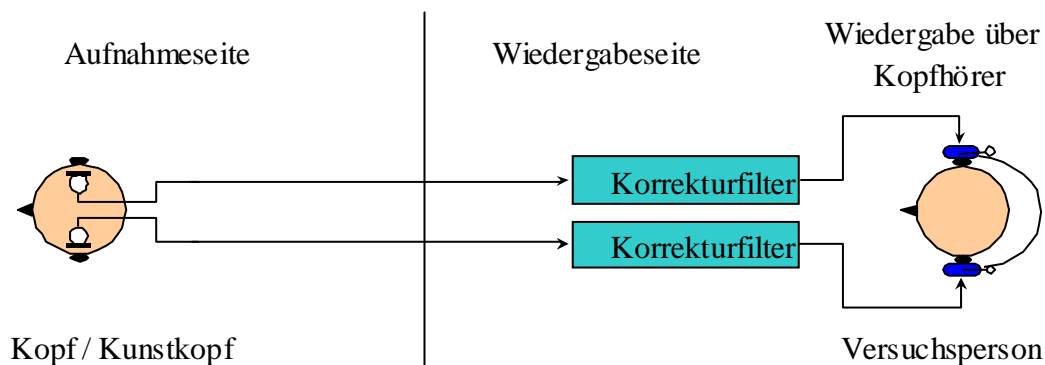 Aufnahmeseite
Wiedergabeseite
Wiedergabe über
Kopfhörer
Korrekturfilter
Korrekturfilter
Kopf / Kunstkopf
Versuchsperson